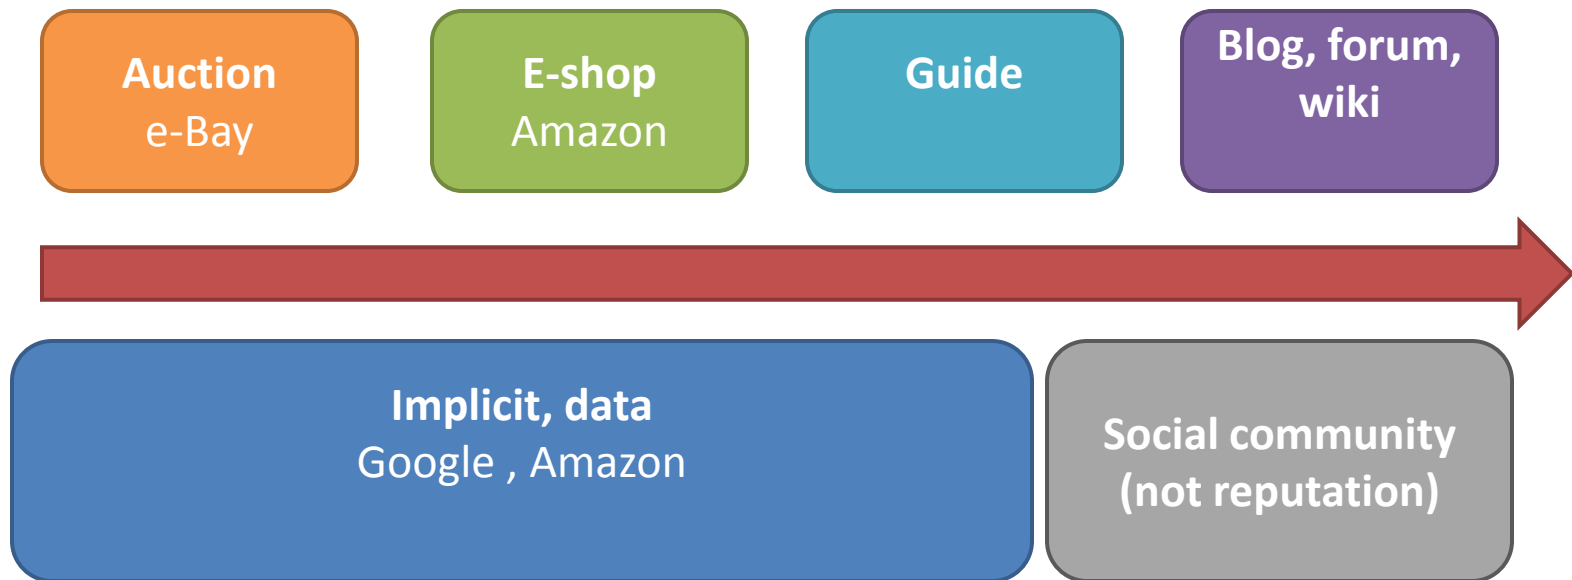 Auction
e-Bay
E-shop
Amazon
Guide
Blog, forum,
wiki
Implicit, data
Google , Amazon
Social community
(not reputation)